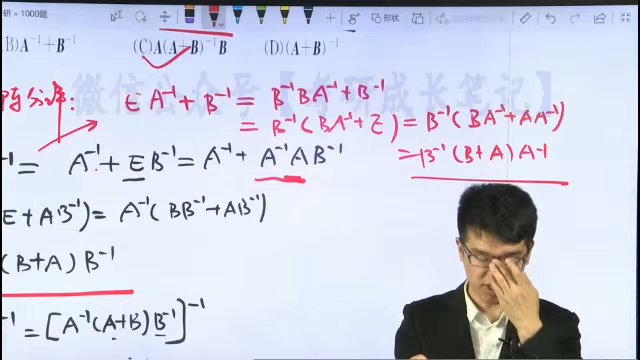 研 » 1000题
形状
B)A⁻¹+B⁻¹ (C)A(A+B)⁻¹B (D)(A+B)⁻¹
微信公众号【考研成长笔记】
E A⁻¹ + B⁻¹ = B⁻¹BA⁻¹+B⁻¹
= B⁻¹(BA⁻¹+E) = B⁻¹(BA⁻¹+AA⁻¹)
= B⁻¹(B+A)A⁻¹
⁻¹ = A⁻¹+EB⁻¹ = A⁻¹+A⁻¹AB⁻¹
E+AB⁻¹) = A⁻¹(BB⁻¹+AB⁻¹)
(B+A)B⁻¹
⁻¹ = [A⁻¹(A+B)B⁻¹]⁻¹